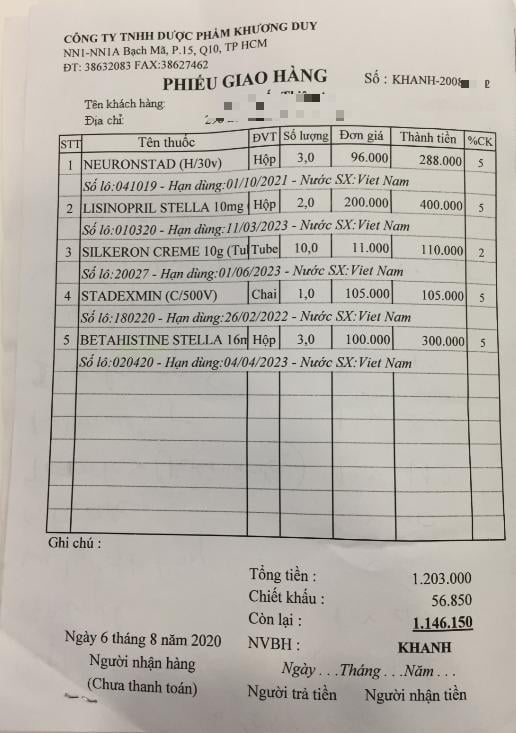 CÔNG TY TNHH DƯỢC PHẨM KHƯƠNG DUY
NN1-NN1A Bạch Mã, P.15, Q10, TP HCM
ĐT: 38632083 FAX:38627462
PHIẾU GIAO HÀNG
Số : KHANH-2008
Tên khách hàng:
Địa chỉ:
STT Tên thuốc ĐVT Số lượng Đơn giá Thành tiền %CK
1 NEURONSTAD (H/30v) Hộp 3,0 96.000 288.000 5
Số lô:041019 - Hạn dùng:01/10/2021 - Nước SX:Viet Nam
2 LISINOPRIL STELLA 10mg Hộp 2,0 200.000 400.000 5
Số lô:010320 - Hạn dùng:11/03/2023 - Nước SX:Viet Nam
3 SILKERON CREME 10g (Tul Tube 10,0 11.000 110.000 2
Số lô:20027 - Hạn dùng:01/06/2023 - Nước SX:Viet Nam
4 STADEXMIN (C/500V) Chai 1,0 105.000 105.000 5
Số lô:180220 - Hạn dùng:26/02/2022 - Nước SX:Viet Nam
5 BETAHISTINE STELLA 16n Hộp 3,0 100.000 300.000 5
Số lô:020420 - Hạn dùng:04/04/2023 - Nước SX:Viet Nam
Ghi chú :
Tổng tiền : 1.203.000
Chiết khấu : 56.850
Còn lại : 1.146.150
Ngày 6 tháng 8 năm 2020 NVBH : KHANH
Người nhận hàng Ngày . . .Tháng . . .Năm . . .
(Chưa thanh toán) Người trả tiền Người nhận tiền